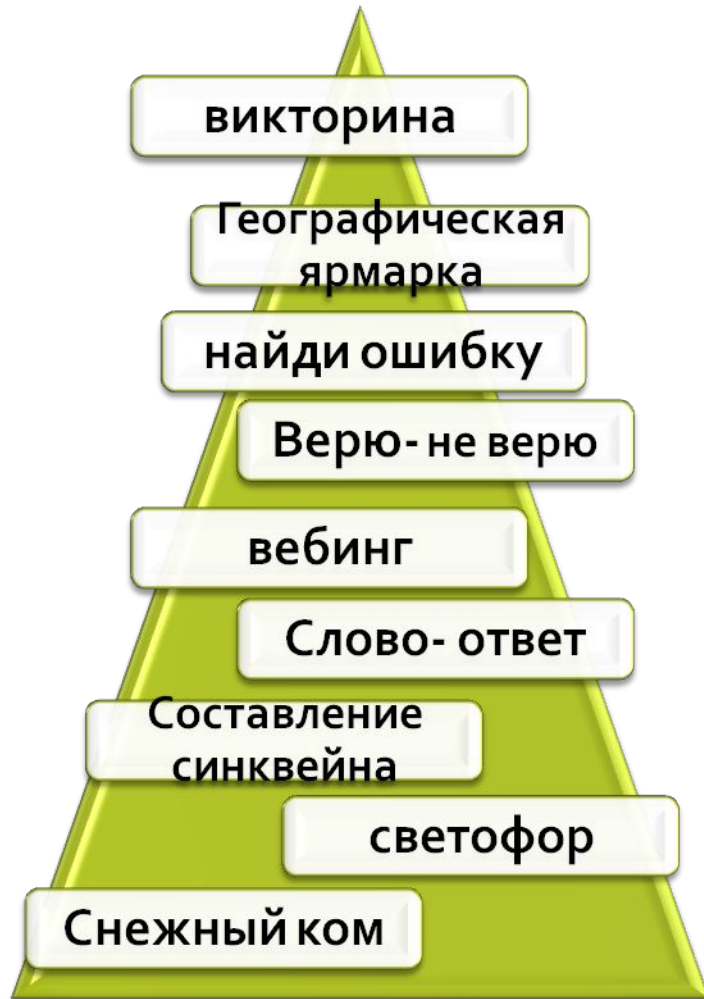 викторина
Географическая
ярмарка
найди ошибку
Верю- не верю
вебинг
Слово- ответ
Составление
синквейна
светофор
Снежный ком